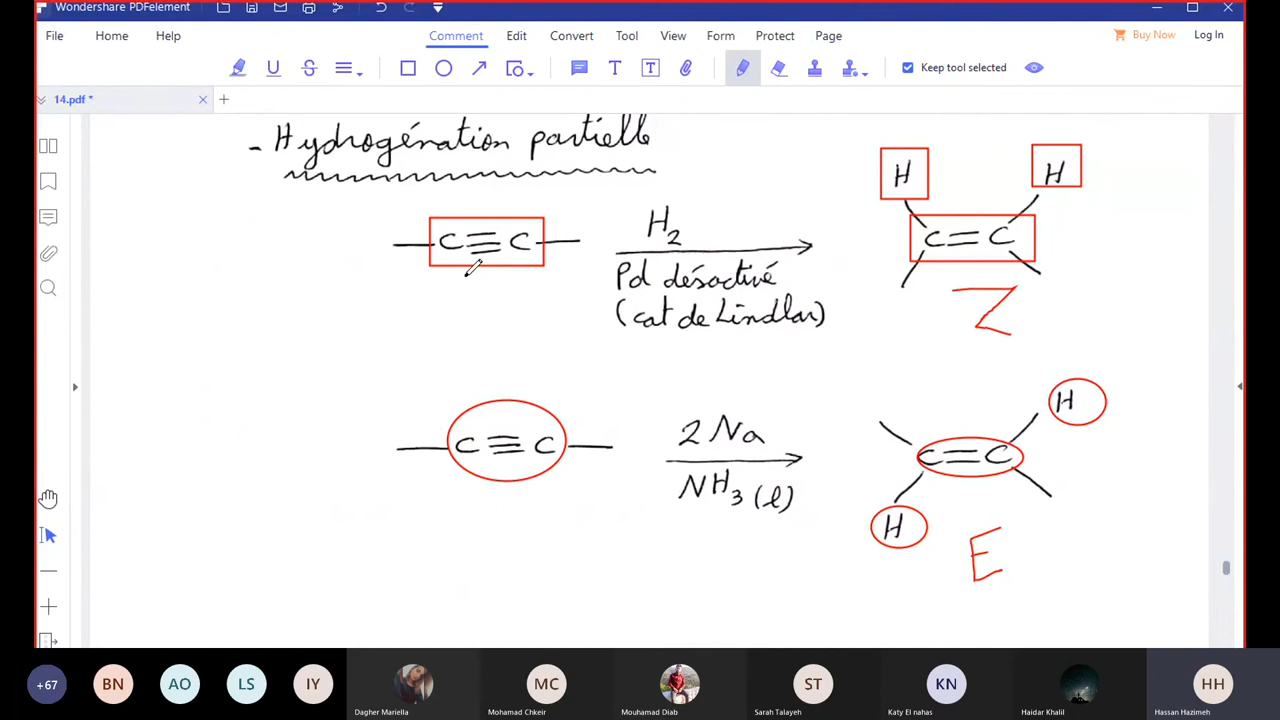 Wondershare PDFelement
File Home Help Comment Edit Convert Tool View Form Protect Page Buy Now Log In
Keep tool selected
14.pdf *
- Hydrogénation partielle
H H
—C≡C— H2 C=C
Pd désactivé
(cat de Lindlar)
Z
H
—C≡C— 2 Na C=C
NH3 (l)
H
E
+67 BN AO LS IY MC ST KN HH
Dagher Mariella Mohamad Chkeir Mouhamad Diab Sarah Talayeh Katy El nahas Haidar Khalil Hassan Hazimeh